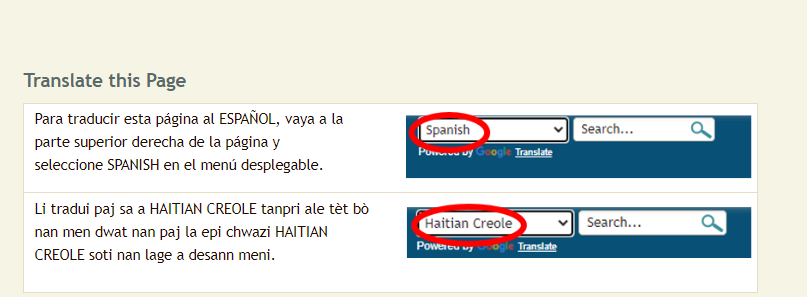 Translate this Page
Para traducir esta página al ESPAÑOL, vaya a la
parte superior derecha de la página y
seleccione SPANISH en el menú desplegable.
Spanish
Search...
Powered by Google Translate
Li tradui paj sa a HAITIAN CREOLE tanpri ale tèt bò
nan men dwat nan paj la epi chwazi HAITIAN
CREOLE soti nan lage a desann meni.
Haitian Creole
Search...
Powered by Google Translate